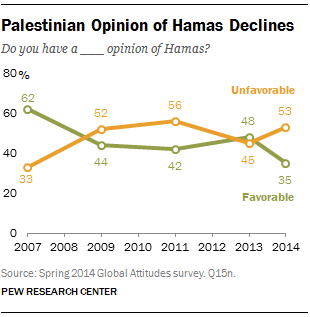 Palestinian Opinion of Hamas Declines
Do you have a ____ opinion of Hamas?
80%
62
52
56
Unfavorable
53
48
60
40
44
42
45
33
35
20
Favorable
0
2007 2008 2009 2010 2011 2012 2013 2014
Source: Spring 2014 Global Attitudes survey. Q15n.
PEW RESEARCH CENTER